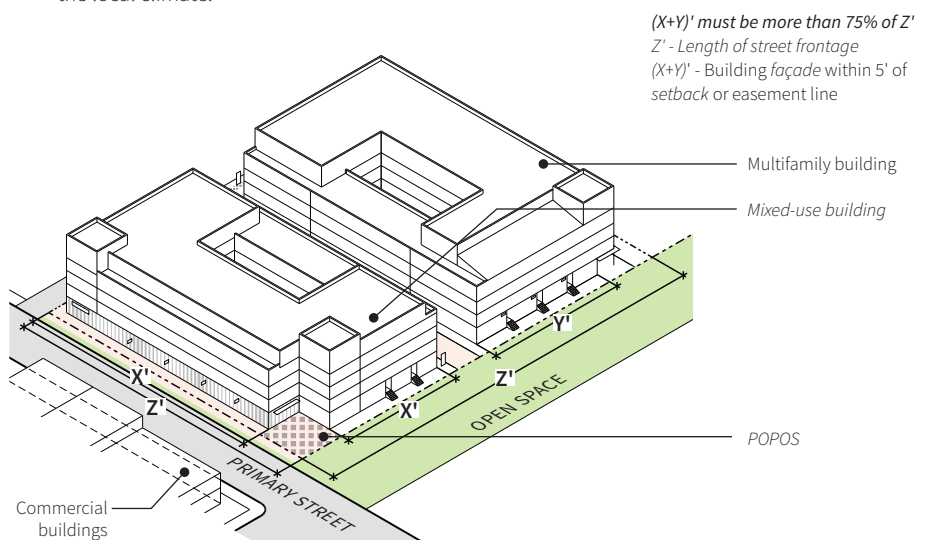 the local climate.
(X+Y)' must be more than 75% of Z'
Z' - Length of street frontage
(X+Y)' - Building façade within 5' of
setback or easement line
Multifamily building
Mixed-use building
Y'
Z'
X'
X'
Z'
OPEN SPACE
POPOS
PRIMARY STREET
Commercial
buildings